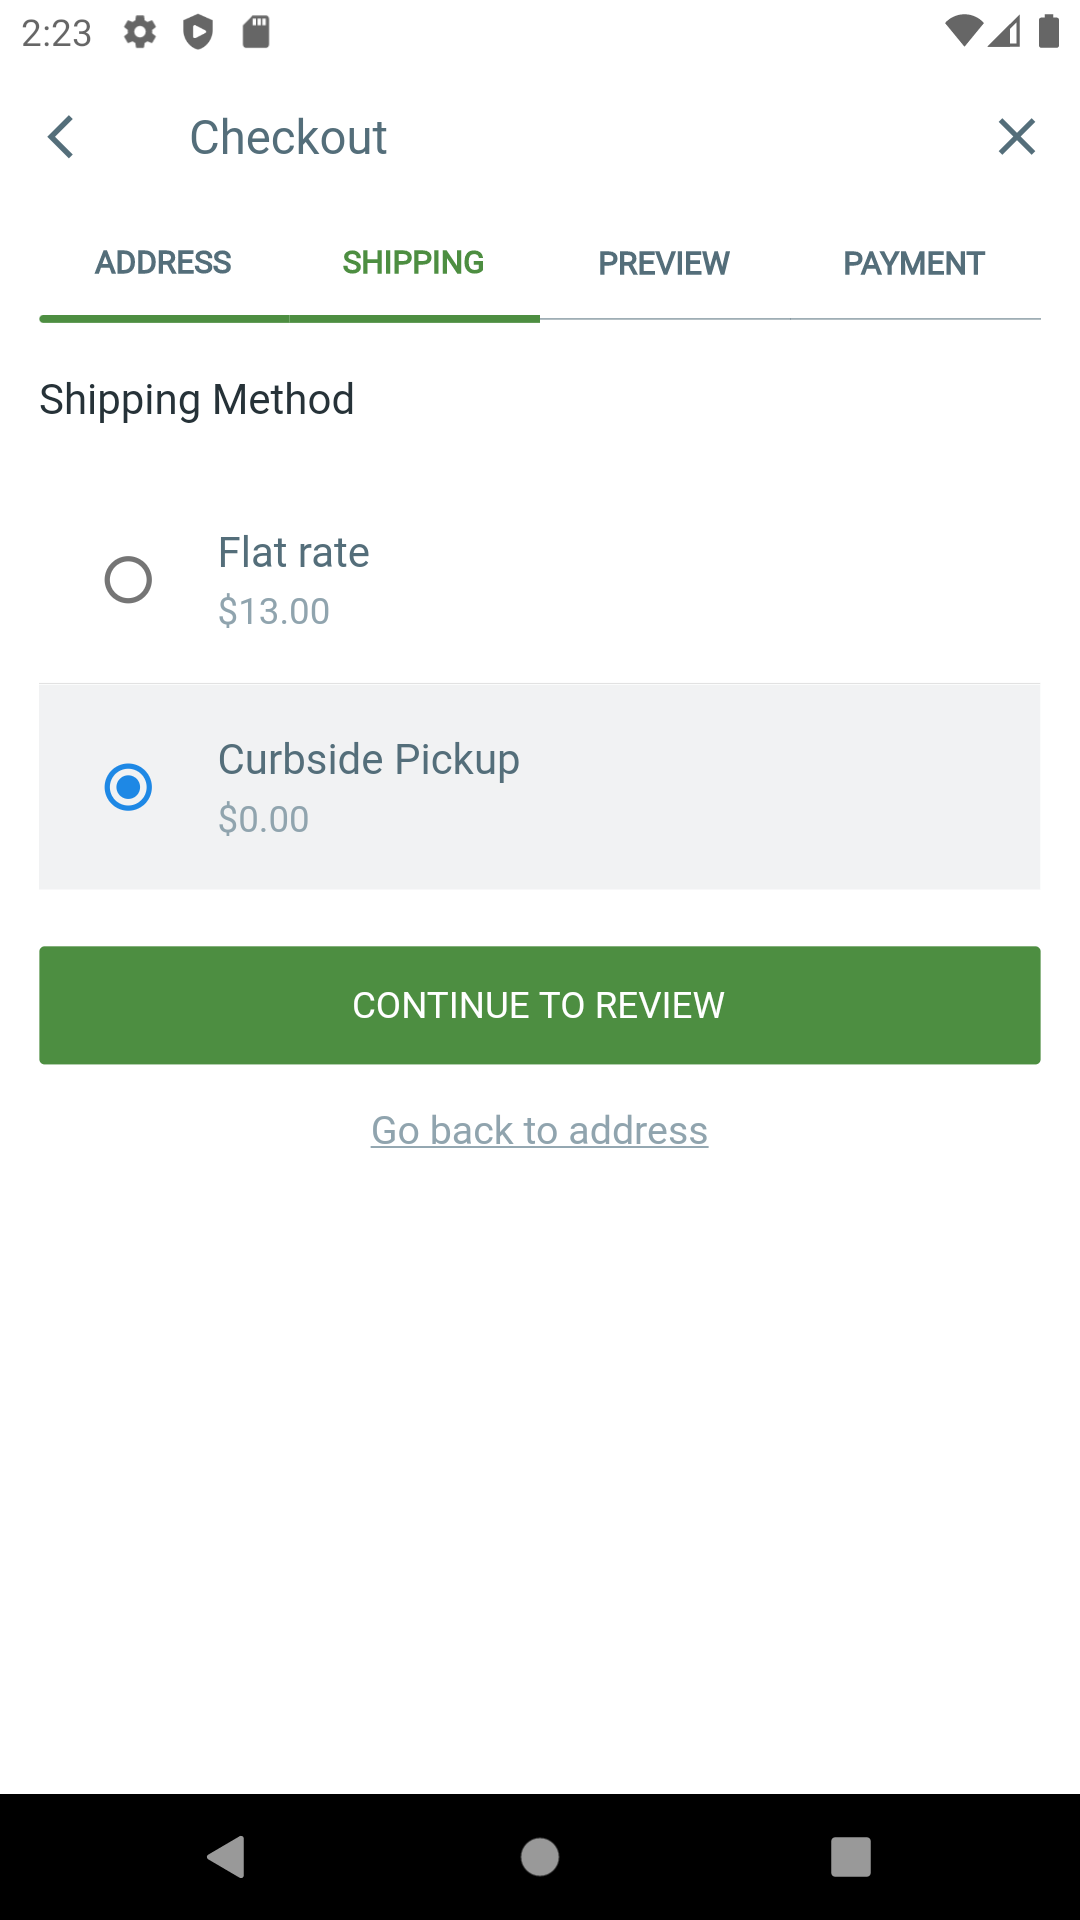 2:23
Checkout
ADDRESS SHIPPING PREVIEW PAYMENT
Shipping Method
Flat rate
$13.00
Curbside Pickup
$0.00
CONTINUE TO REVIEW
Go back to address